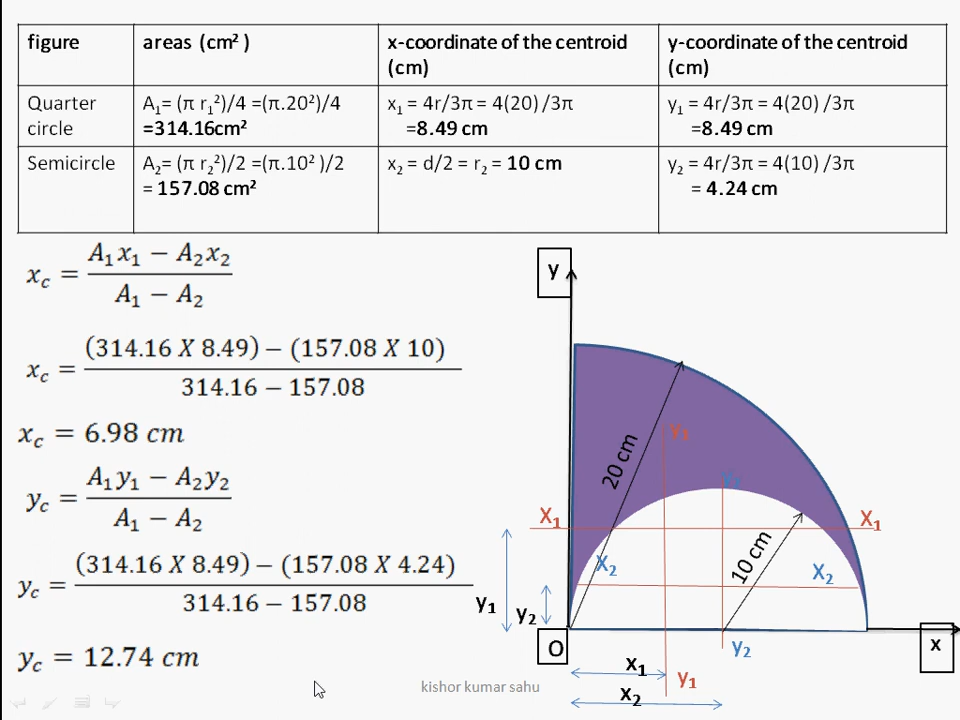 figure areas (cm²) x-coordinate of the centroid (cm) y-coordinate of the centroid (cm)
Quarter circle A₁= (π r₁²)/4 =(π.20²)/4 =314.16cm² x₁ = 4r/3π = 4(20) /3π =8.49 cm y₁ = 4r/3π = 4(20) /3π =8.49 cm
Semicircle A₂= (π r₂²)/2 =(π.10² )/2 = 157.08 cm² x₂ = d/2 = r₂ = 10 cm y₂ = 4r/3π = 4(10) /3π = 4.24 cm
x_c = (A₁x₁ − A₂x₂)/(A₁ − A₂)
x_c = ((314.16 X 8.49) − (157.08 X 10))/(314.16 − 157.08)
x_c = 6.98 cm
y_c = (A₁y₁ − A₂y₂)/(A₁ − A₂)
y_c = ((314.16 X 8.49) − (157.08 X 4.24))/(314.16 − 157.08)
y_c = 12.74 cm
y
20 cm
y₁
X₁
X₁
10 cm
X₂
X₂
y₁
y₂
O
y₂
x
x₁
y₁
x₂
kishor kumar sahu